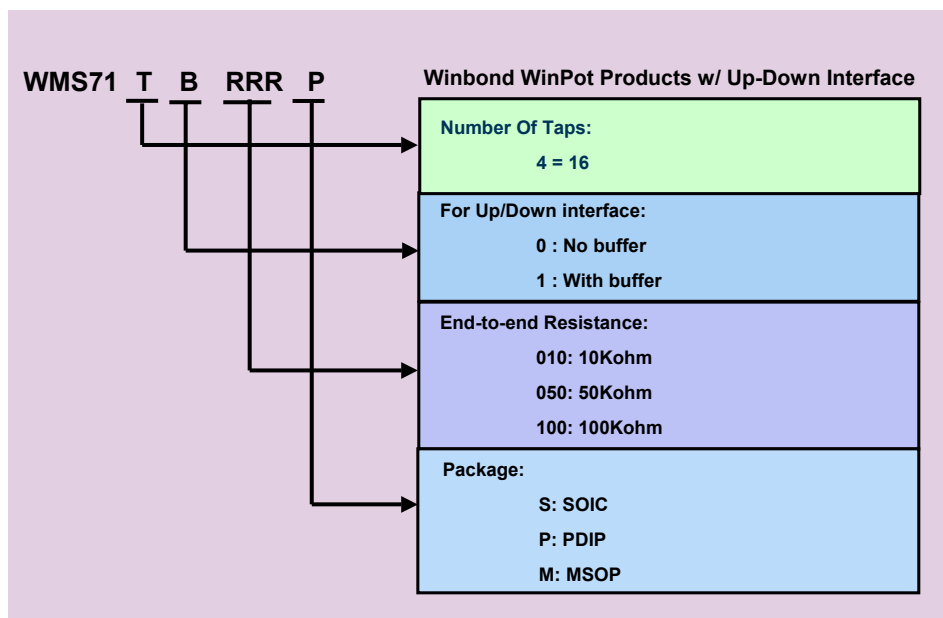 WMS71 T B RRR P
Winbond WinPot Products w/ Up-Down Interface
Number Of Taps:
4 = 16
For Up/Down interface:
0 : No buffer
1 : With buffer
End-to-end Resistance:
010: 10Kohm
050: 50Kohm
100: 100Kohm
Package:
S: SOIC
P: PDIP
M: MSOP